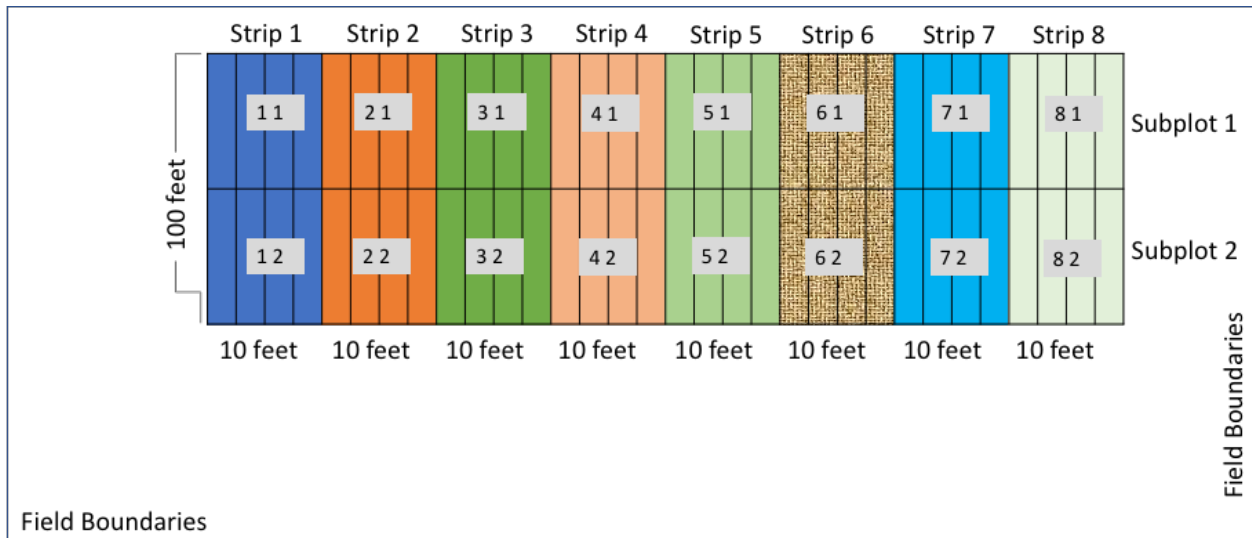 Strip 1 Strip 2 Strip 3 Strip 4 Strip 5 Strip 6 Strip 7 Strip 8
1 1 2 1 3 1 4 1 5 1 6 1 7 1 8 1
Subplot 1
100 feet
1 2 2 2 3 2 4 2 5 2 6 2 7 2 8 2
Subplot 2
10 feet 10 feet 10 feet 10 feet 10 feet 10 feet 10 feet 10 feet
Field Boundaries
Field Boundaries